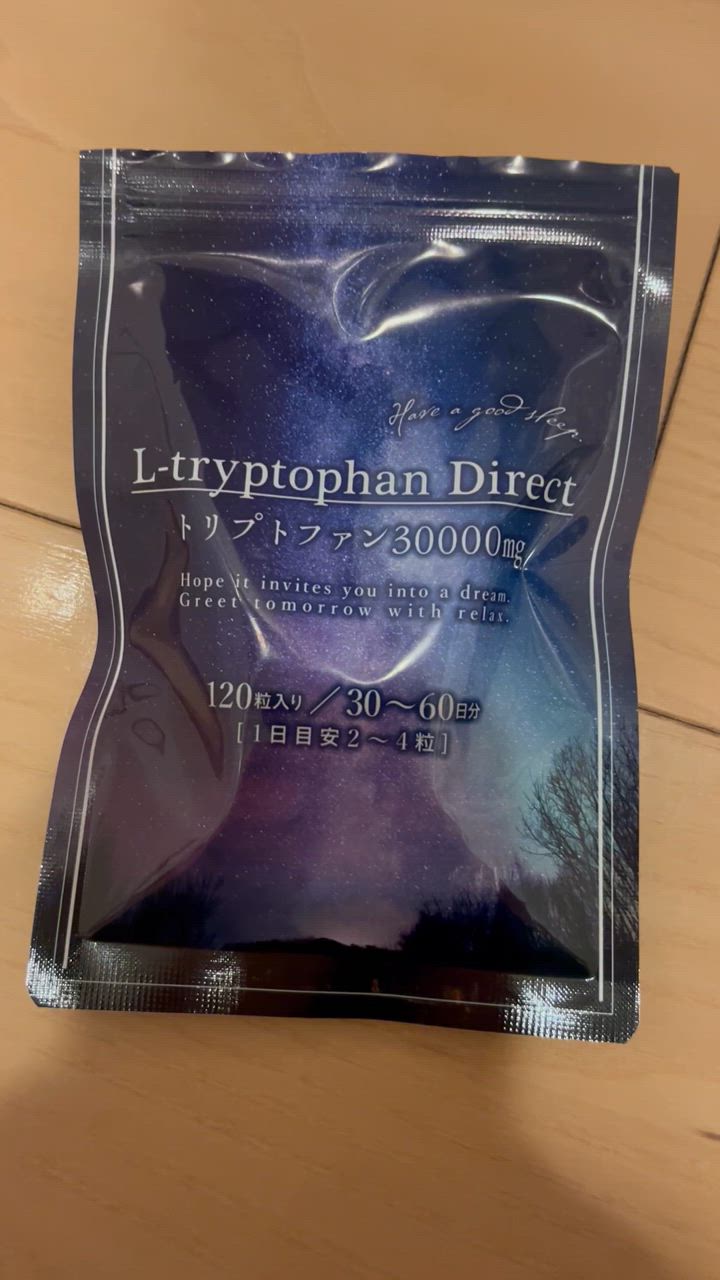 Have a good sleep.
L-tryptophan Direct
トリプトファン30000mg
Hope it invites you into a dream.
Greet tomorrow with relax.
120粒入り／30〜60日分
[1日目安2〜4粒]